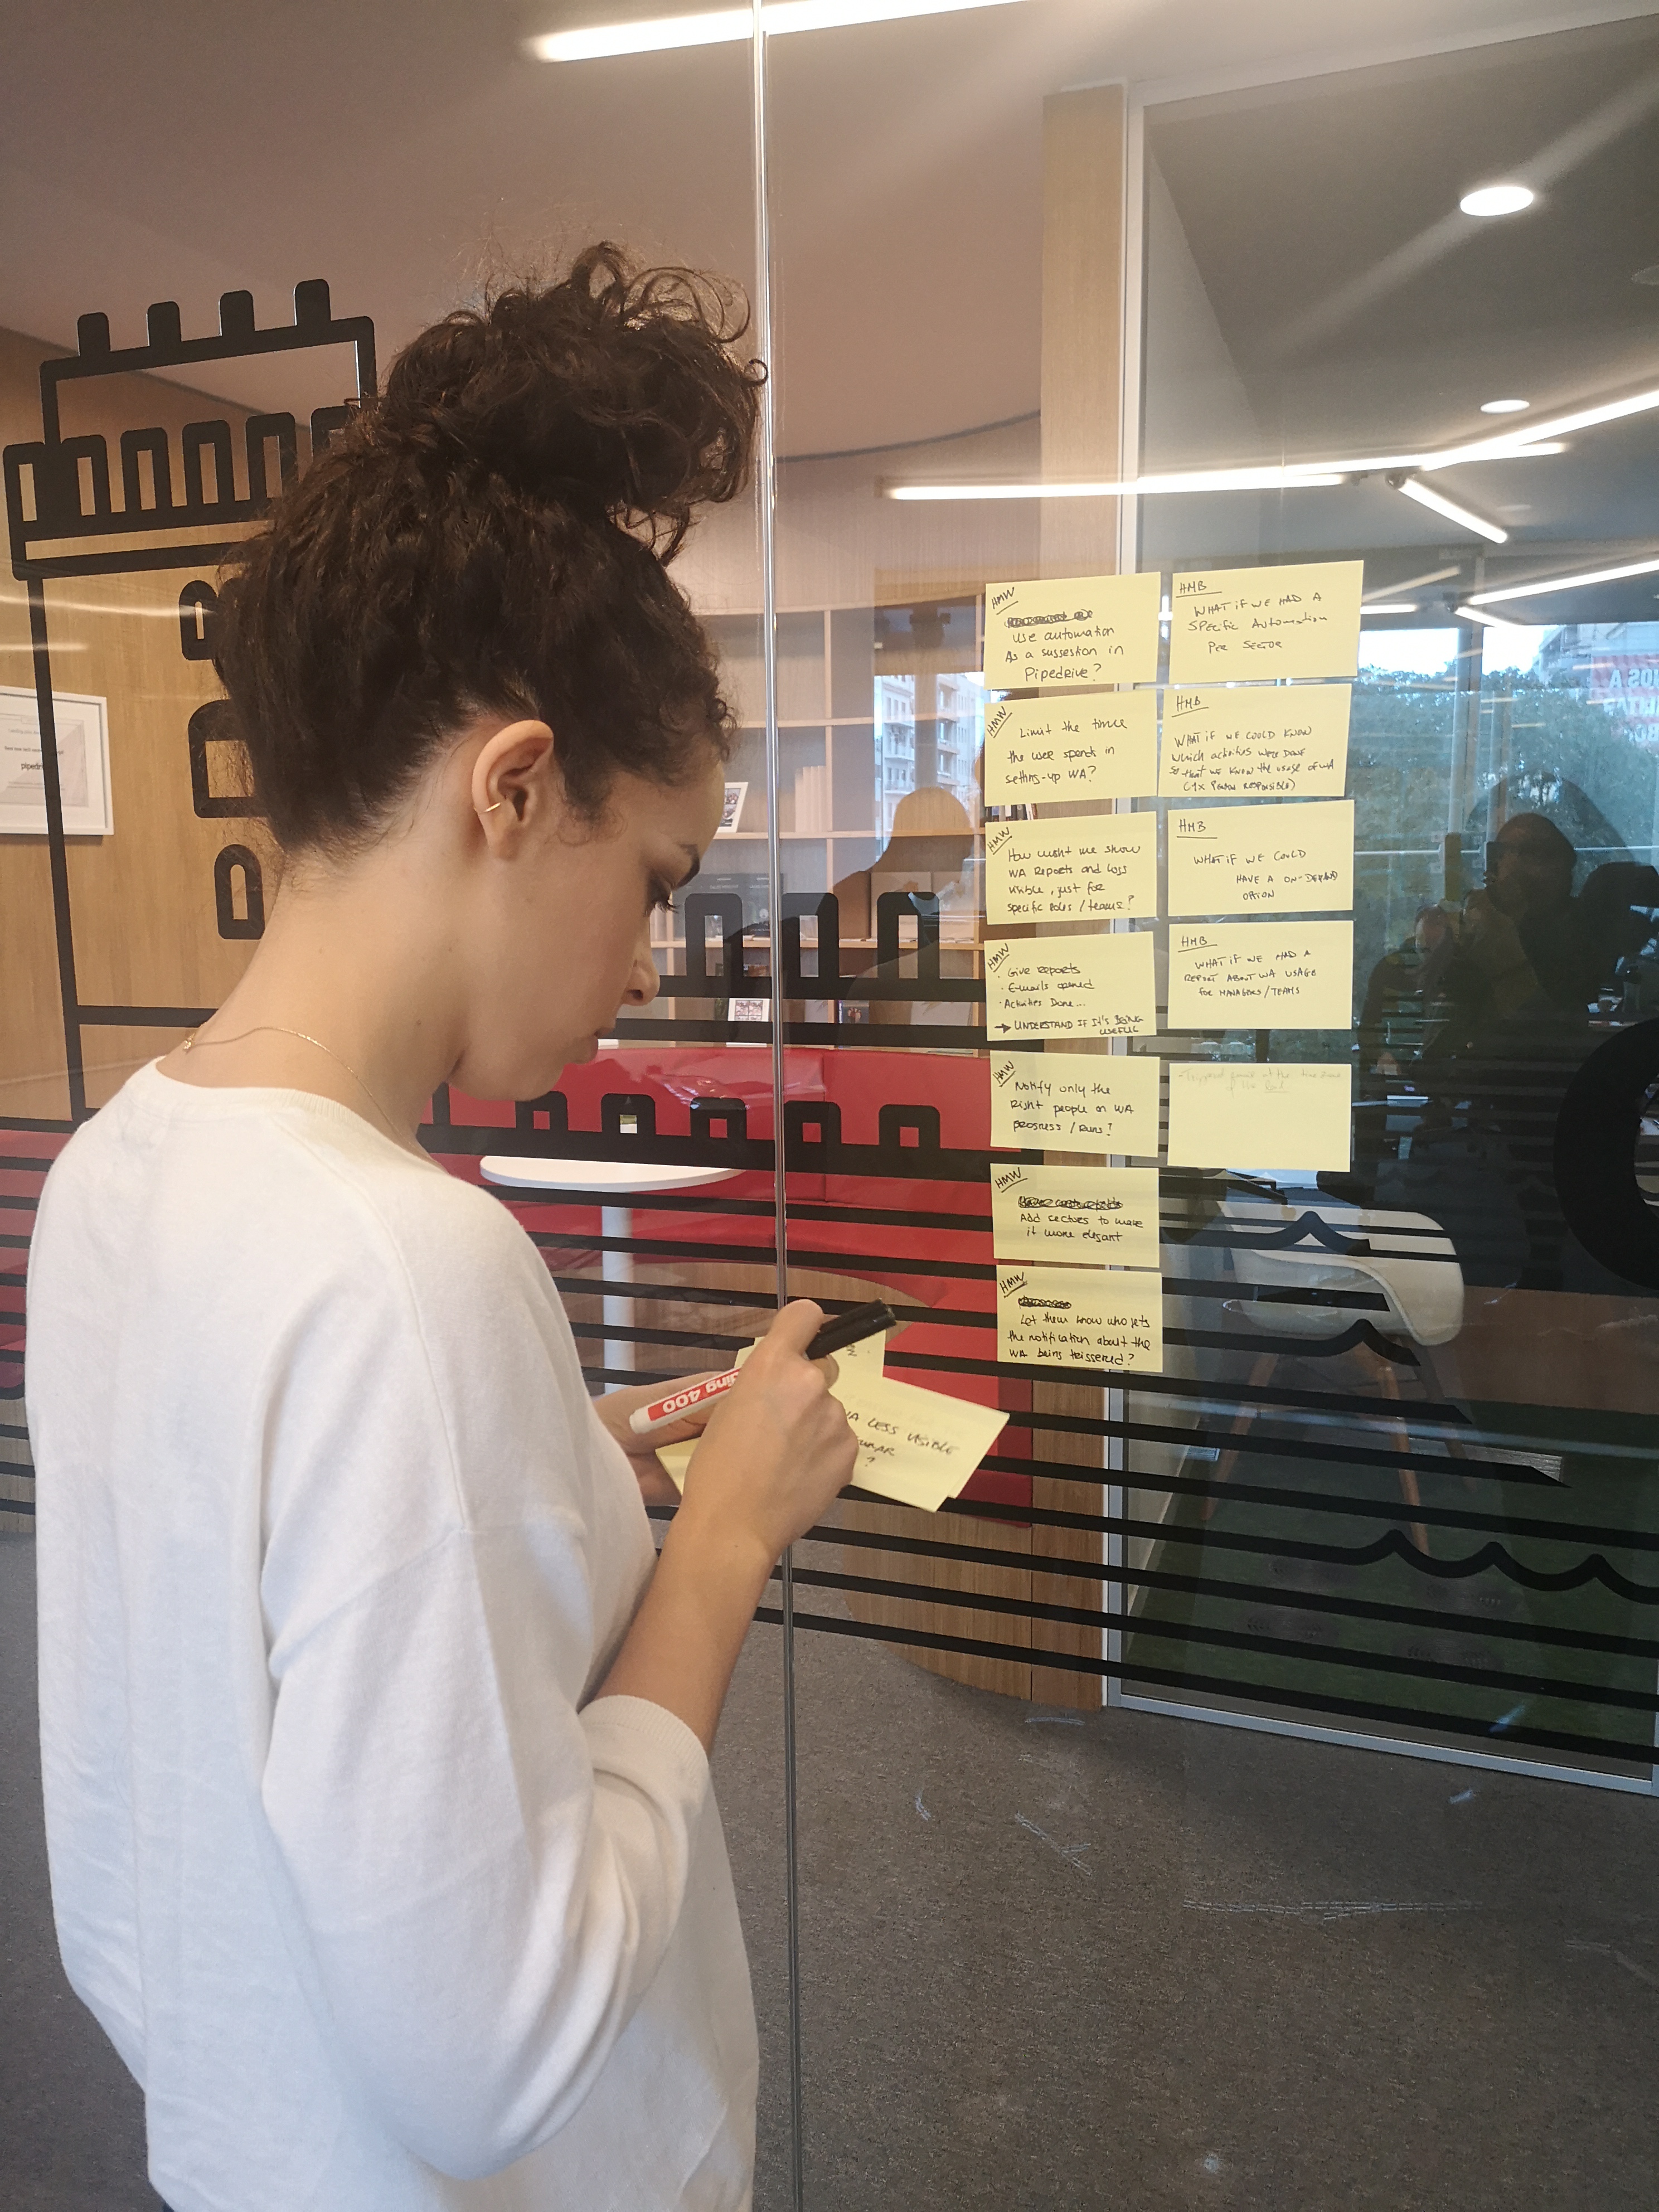 HMW
use automation
As a suggestion in
Pipedrive?
HMW
Limit the time
the user spends in
setting-up WA?
HMW
How might we show
WA Reports and logs
visible, just for
specific roles / teams?
HMW
· Give reports
· E-mails opened
· Activities Done...
→ UNDERSTAND IF IT'S BEING
USEFUL
HMW
Notify only the
right people on WA
progress / runs?
HMW
Add sections to make
it more elegant
HMW
Let them know who gets
the notification about the
WA being triggered?
HMB
WHAT IF WE HAD A
SPECIFIC Automation
PER SECTOR
HMB
WHAT IF WE COULD KNOW
which activities WERE DONE
so that we know the usage of WA
(1x PERSON RESPONSIBLE)
HMB
WHAT IF WE COULD
HAVE A ON-DEMAND
OPTION
HMB
WHAT IF WE HAD A
REPORT ABOUT WA USAGE
FOR MANAGERS/TEAMS
WA LESS VISIBLE
?
ding 400